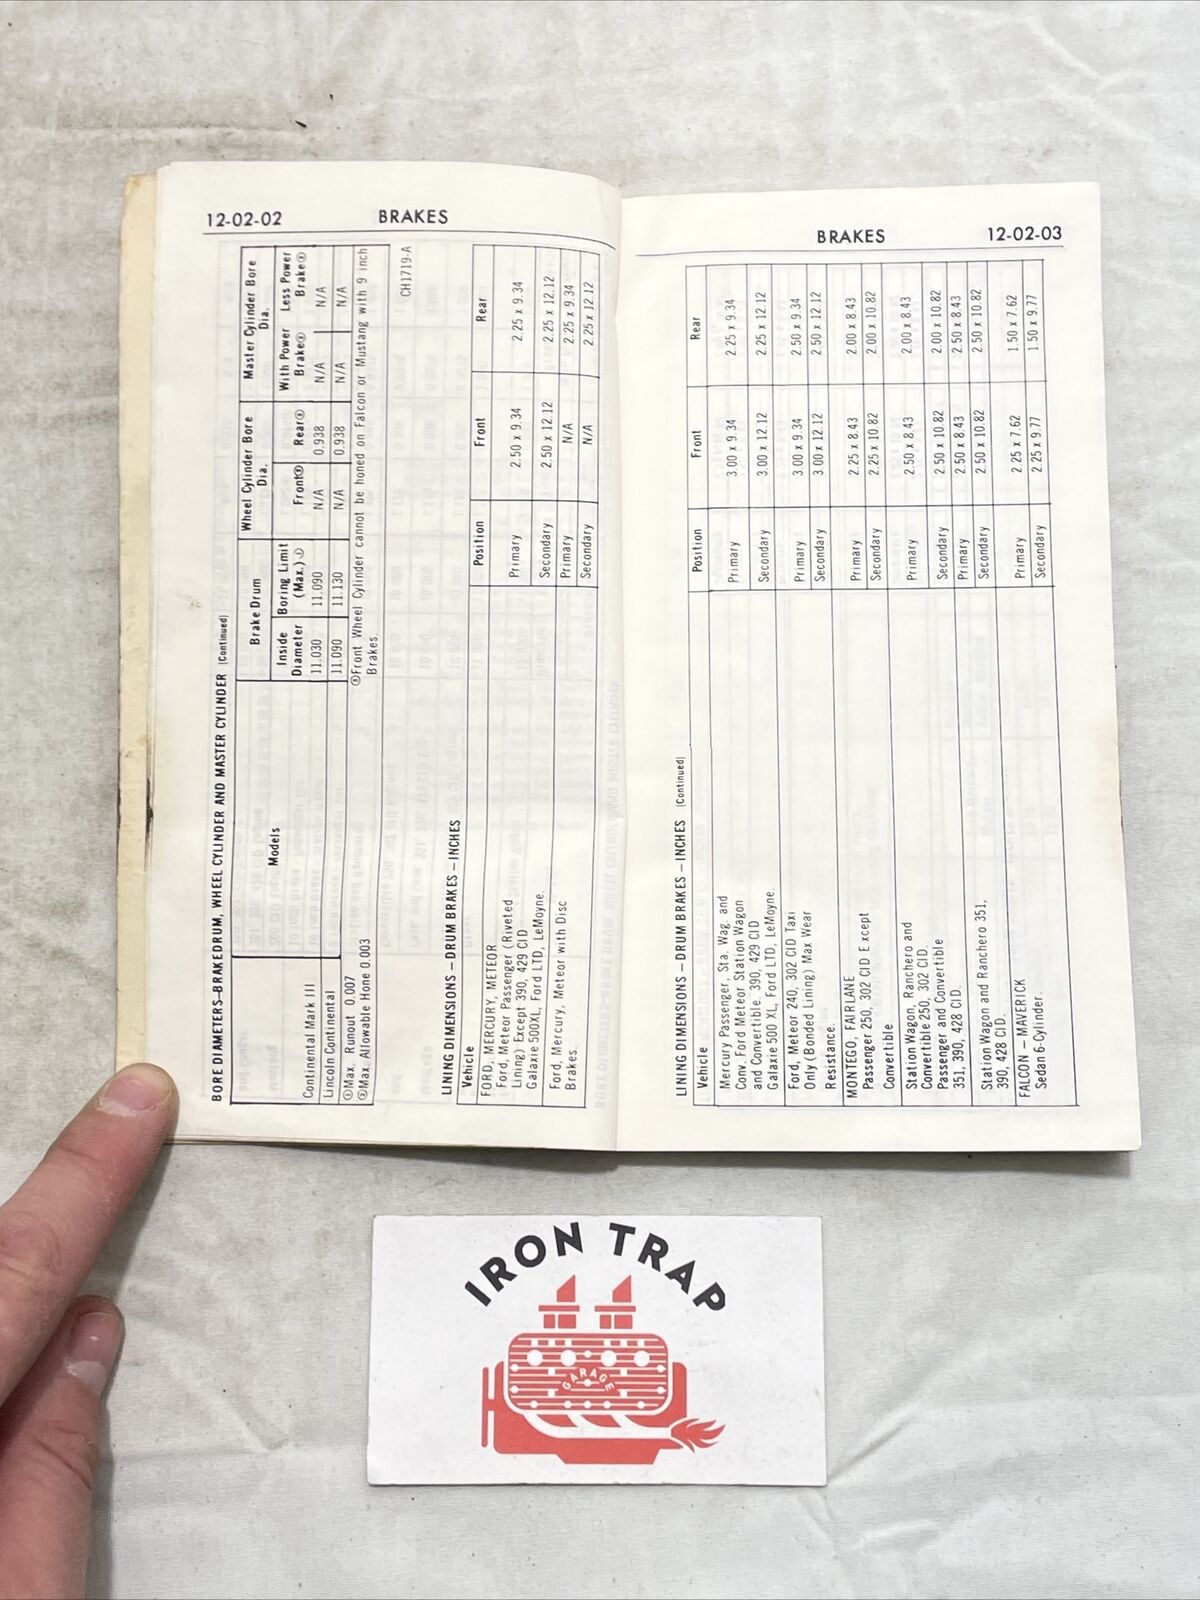 12-02-02 BRAKES
BORE DIAMETERS–BRAKEDRUM, WHEEL CYLINDER AND MASTER CYLINDER (Continued)
Models Brake Drum Wheel Cylinder Bore Dia. Master Cylinder Bore Dia.
Inside Diameter Boring Limit (Max.)① Front② Rear② With Power Brake② Less Power Brake②
Continental Mark III 11.030 11.090 N/A 0.938 N/A N/A
Lincoln Continental 11.090 11.130 N/A 0.938 N/A N/A
①Max. Runout 0.007
②Max. Allowable Hone 0.003
③Front Wheel Cylinder cannot be honed on Falcon or Mustang with 9 inch
Brakes.
CH1719-A
LINING DIMENSIONS – DRUM BRAKES – INCHES
Vehicle Position Front Rear
FORD, MERCURY, METEOR
Ford, Meteor Passenger (Riveted Primary 2.50 x 9.34 2.25 x 9.34
Lining) Except 390, 429 CID
Galaxie 500XL, Ford LTD, LeMoyne. Secondary 2.50 x 12.12 2.25 x 12.12
Ford, Mercury, Meteor with Disc Primary N/A 2.25 x 9.34
Brakes. Secondary N/A 2.25 x 12.12
BRAKES 12-02-03
LINING DIMENSIONS – DRUM BRAKES – INCHES (Continued)
Vehicle Position Front Rear
Mercury Passenger, Sta. Wag. and Primary 3.00 x 9.34 2.25 x 9.34
Conv. Ford Meteor Station Wagon
and Convertible. 390, 429 CID Secondary 3.00 x 12.12 2.25 x 12.12
Galaxie 500 XL, Ford LTD, LeMoyne.
Ford, Meteor 240, 302 CID Taxi Primary 3.00 x 9.34 2.50 x 9.34
Only (Bonded Lining) Max Wear Secondary 3.00 x 12.12 2.50 x 12.12
Resistance.
MONTEGO, FAIRLANE Primary 2.25 x 8.43 2.00 x 8.43
Passenger 250, 302 CID Except Secondary 2.25 x 10.82 2.00 x 10.82
Convertible
Station Wagon, Ranchero and Primary 2.50 x 8.43 2.00 x 8.43
Convertible 250, 302 CID.
Passenger and Convertible Secondary 2.50 x 10.82 2.00 x 10.82
351, 390, 428 CID. Primary 2.50 x 8.43 2.50 x 8.43
Station Wagon and Ranchero 351, Secondary 2.50 x 10.82 2.50 x 10.82
390, 428 CID.
FALCON – MAVERICK Primary 2.25 x 7.62 1.50 x 7.62
Sedan 6-Cylinder. Secondary 2.25 x 9.77 1.50 x 9.77
IRON TRAP
GARAGE